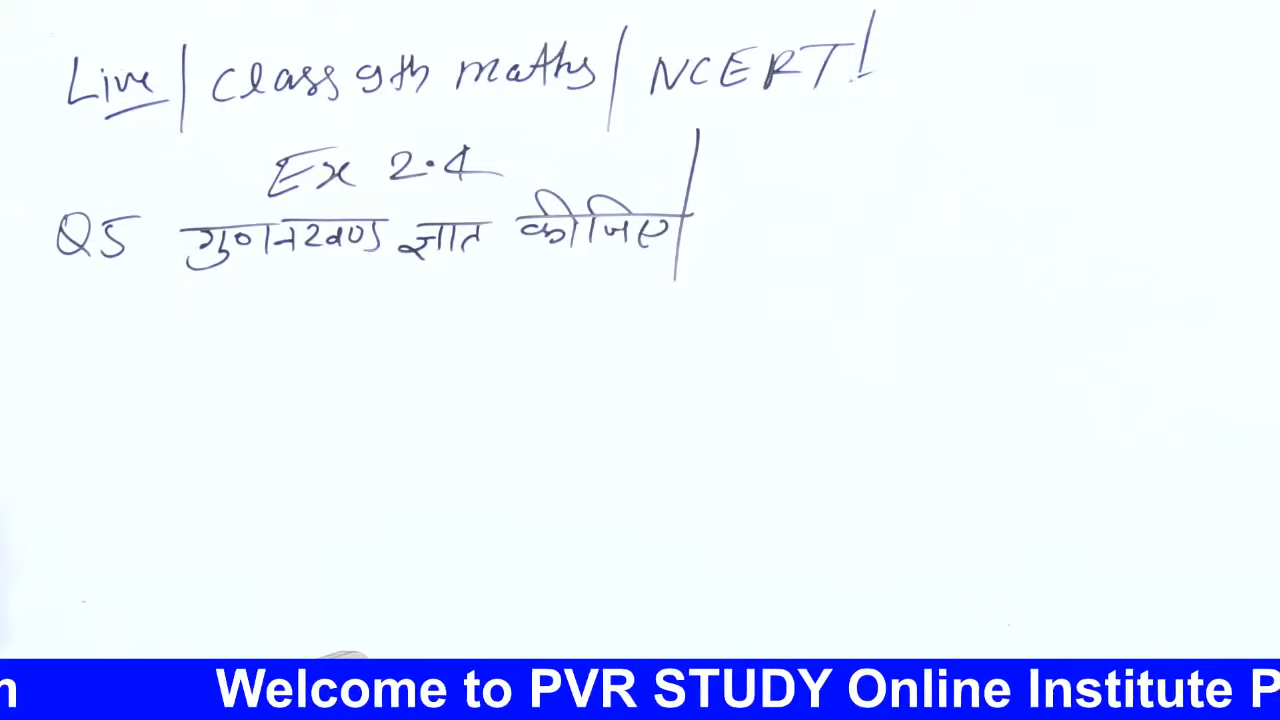 Live | Class 9th maths | NCERT |
Ex 2.4
Q5 गुणनखण्ड ज्ञात कीजिए |
n Welcome to PVR STUDY Online Institute P